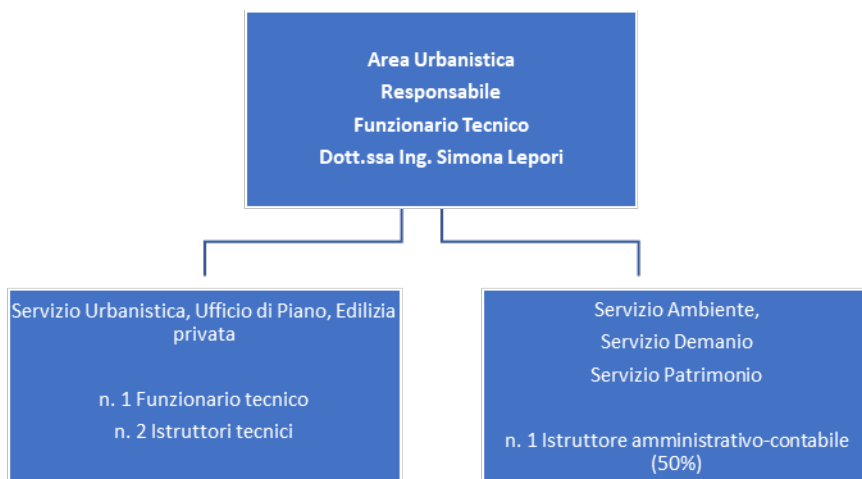 Area Urbanistica
Responsabile
Funzionario Tecnico
Dott.ssa Ing. Simona Lepori
Servizio Urbanistica, Ufficio di Piano, Edilizia
privata
n. 1 Funzionario tecnico
n. 2 Istruttori tecnici
Servizio Ambiente,
Servizio Demanio
Servizio Patrimonio
n. 1 Istruttore amministrativo-contabile
(50%)